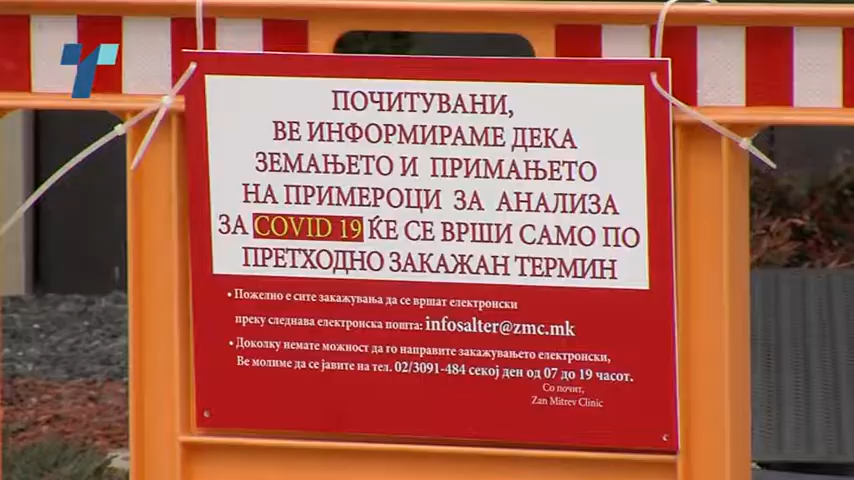 ПОЧИТУВАНИ,
ВЕ ИНФОРМИРАМЕ ДЕКА
ЗЕМАЊЕТО И ПРИМАЊЕТО
НА ПРИМЕРОЦИ ЗА АНАЛИЗА
ЗА COVID 19 ЌЕ СЕ ВРШИ САМО ПО
ПРЕТХОДНО ЗАКАЖАН ТЕРМИН
• Пожелно е сите закажувања да се вршат електронски
преку следнава електронска пошта: infosalter@zmc.mk
• Доколку немате можност да го направите закажувањето електронски,
Ве молиме да се јавите на тел. 02/3091-484 секој ден од 07 до 19 часот.
Со почит,
Zan Mitrev Clinic